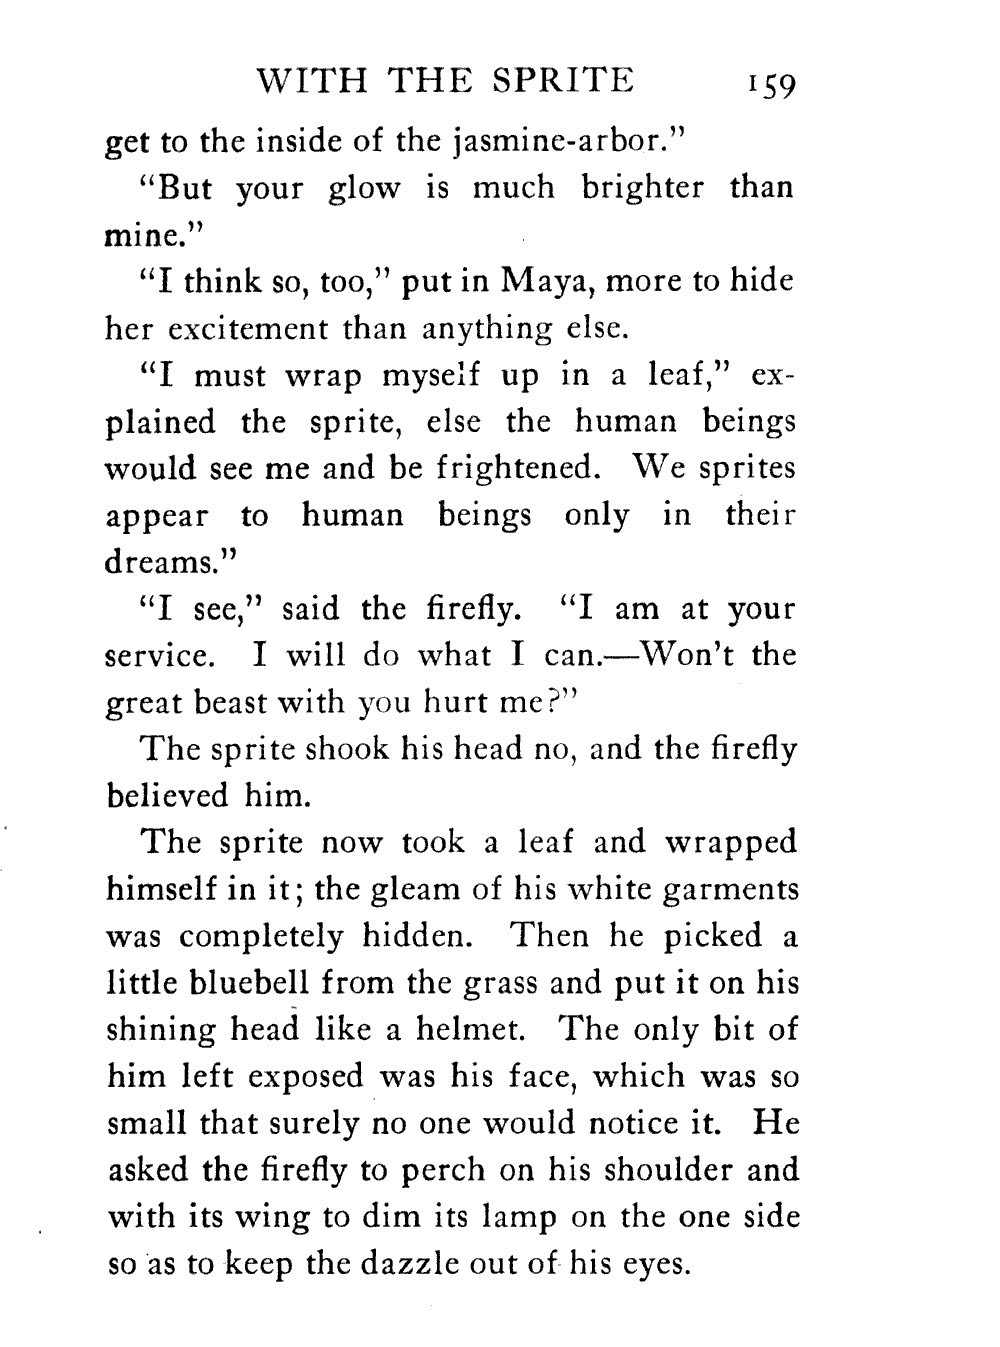 WITH THE SPRITE 159
get to the inside of the jasmine-arbor.”
“But your glow is much brighter than
mine.”
“I think so, too,” put in Maya, more to hide
her excitement than anything else.
“I must wrap myself up in a leaf,” ex-
plained the sprite, else the human beings
would see me and be frightened. We sprites
appear to human beings only in their
dreams.”
“I see,” said the firefly. “I am at your
service. I will do what I can.—Won't the
great beast with you hurt me?”
The sprite shook his head no, and the firefly
believed him.
The sprite now took a leaf and wrapped
himself in it; the gleam of his white garments
was completely hidden. Then he picked a
little bluebell from the grass and put it on his
shining head like a helmet. The only bit of
him left exposed was his face, which was so
small that surely no one would notice it. He
asked the firefly to perch on his shoulder and
with its wing to dim its lamp on the one side
so as to keep the dazzle out of his eyes.